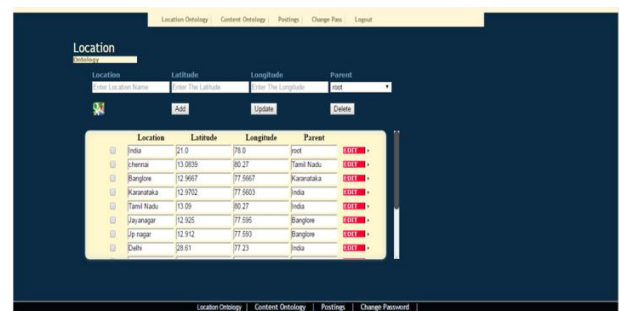 Location Ontology | Content Ontology | Postings | Change Pass | Logout
Location
Ontology
Location Latitude Longitude Parent
Enter Location Name Enter The Latitude Enter The Longitude root
Add Update Delete
Location Latitude Longitude Parent
India 21.0 78.0 root EDIT
chennai 13.0839 80.27 Tamil Nadu EDIT
Banglore 12.9667 77.5667 Karanataka EDIT
Karanataka 12.9702 77.5603 India EDIT
Tamil Nadu 13.09 80.27 India EDIT
Jayanagar 12.925 77.595 Banglore EDIT
Jp nagar 12.912 77.593 Banglore EDIT
Delhi 28.61 77.23 India EDIT
Location Ontology | Content Ontology | Postings | Change Password |